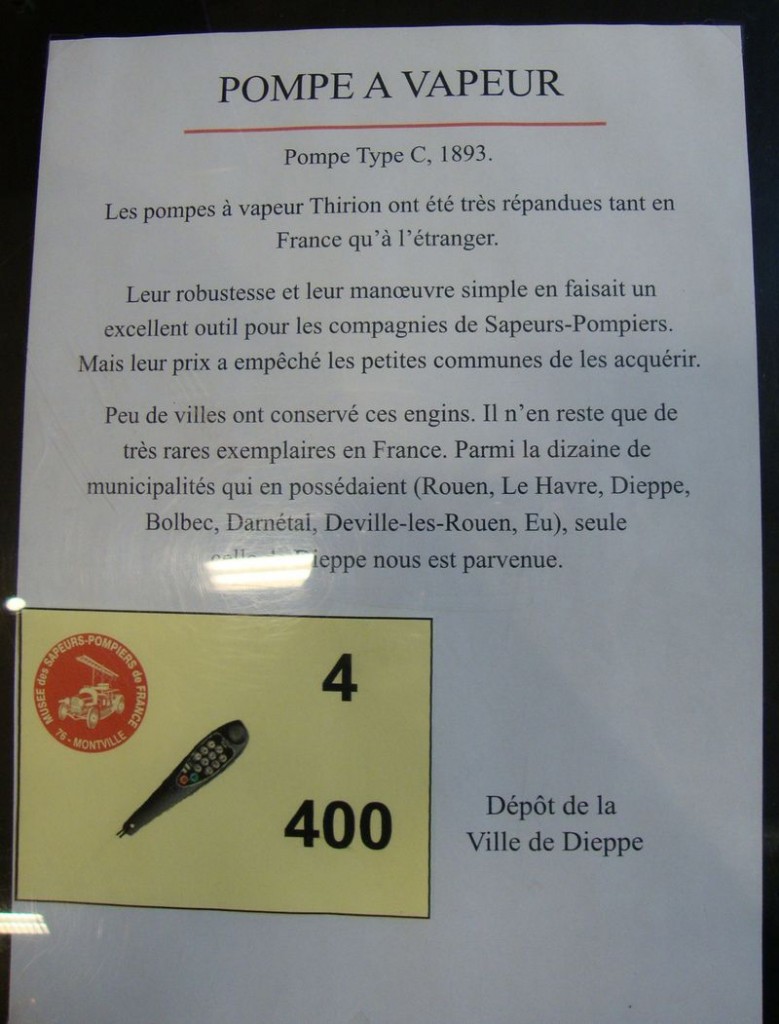 POMPE A VAPEUR
Pompe Type C, 1893.
Les pompes à vapeur Thirion ont été très répandues tant en
France qu'à l'étranger.
Leur robustesse et leur manœuvre simple en faisait un
excellent outil pour les compagnies de Sapeurs-Pompiers.
Mais leur prix a empêché les petites communes de les acquérir.
Peu de villes ont conservé ces engins. Il n'en reste que de
très rares exemplaires en France. Parmi la dizaine de
municipalités qui en possédaient (Rouen, Le Havre, Dieppe,
Bolbec, Darnétal, Deville-les-Rouen, Eu), seule
celle Dieppe nous est parvenue.
MUSEE des SAPEURS-POMPIERS de FRANCE
76 - MONTVILLE
4
400
Dépôt de la
Ville de Dieppe